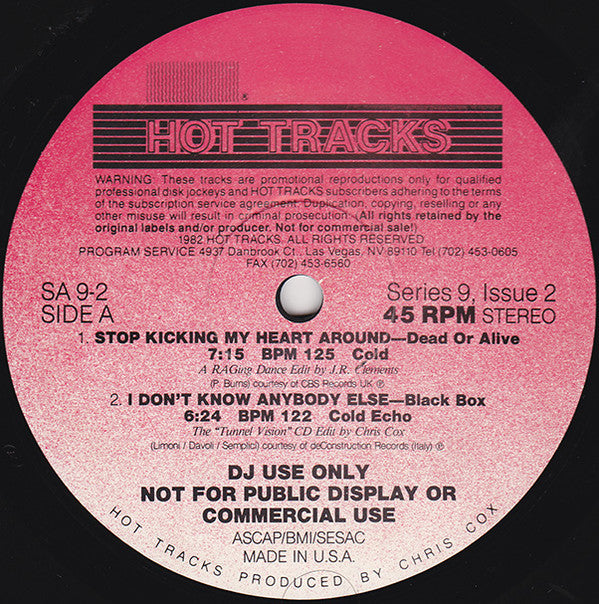 ®
HOT TRACKS
WARNING: These tracks are promotional reproductions only for qualified
professional disk jockeys and HOT TRACKS subscribers adhering to the terms
of the subscription service agreement. Duplication, copying, reselling or any
other misuse will result in criminal prosecution. (All rights retained by the
original labels and/or producer. Not for commercial sale!)
1982 HOT TRACKS. ALL RIGHTS RESERVED
PROGRAM SERVICE 4937 Danbrook Ct., Las Vegas, NV 89110 Tel (702) 453-0605
FAX (702) 453-6560
SA 9-2
SIDE A
Series 9, Issue 2
45 RPM STEREO
1. STOP KICKING MY HEART AROUND—Dead Or Alive
7:15 BPM 125 Cold
A RAGing Dance Edit by J.R. Clements
(P. Burns) courtesy of CBS Records UK ℗
2. I DON'T KNOW ANYBODY ELSE—Black Box
6:24 BPM 122 Cold Echo
The "Tunnel Vision" CD Edit by Chris Cox
(Limoni / Davoli / Semplici) courtesy of deConstruction Records (Italy) ℗
DJ USE ONLY
NOT FOR PUBLIC DISPLAY OR
COMMERCIAL USE
ASCAP/BMI/SESAC
MADE IN U.S.A.
HOT TRACKS PRODUCED BY CHRIS COX